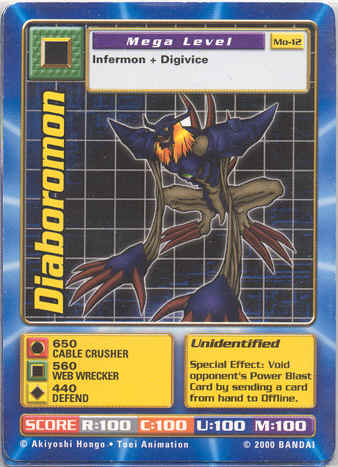 Mega Level
Mo-12
Infermon + Digivice
Diaboromon
650
CABLE CRUSHER
560
WEB WRECKER
440
DEFEND
Unidentified
Special Effect: Void
opponent's Power Blast
Card by sending a card
from hand to Offline.
SCORE R:100 C:100 U:100 M:100
© Akiyoshi Hongo • Toei Animation © 2000 BANDAI